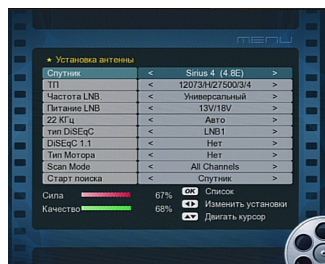 MENU
★ Установка антенны
Спутник < Sirius 4 (4.8E) >
ТП < 12073/H/27500/3/4 >
Частота LNB. < Универсальный >
Питание LNB < 13V/18V >
22 КГц < Авто >
тип DiSEqC < LNB1 >
DiSEqC 1.1 < Нет >
Тип Мотора < Нет >
Scan Mode < All Channels >
Старт поиска < Спутник >
Сила 67% OK Список
Изменить установки
Качество 68%
Двигать курсор